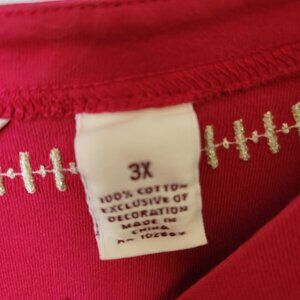 3X
100% COTTON
EXCLUSIVE OF
DECORATION
MADE IN
CHINA